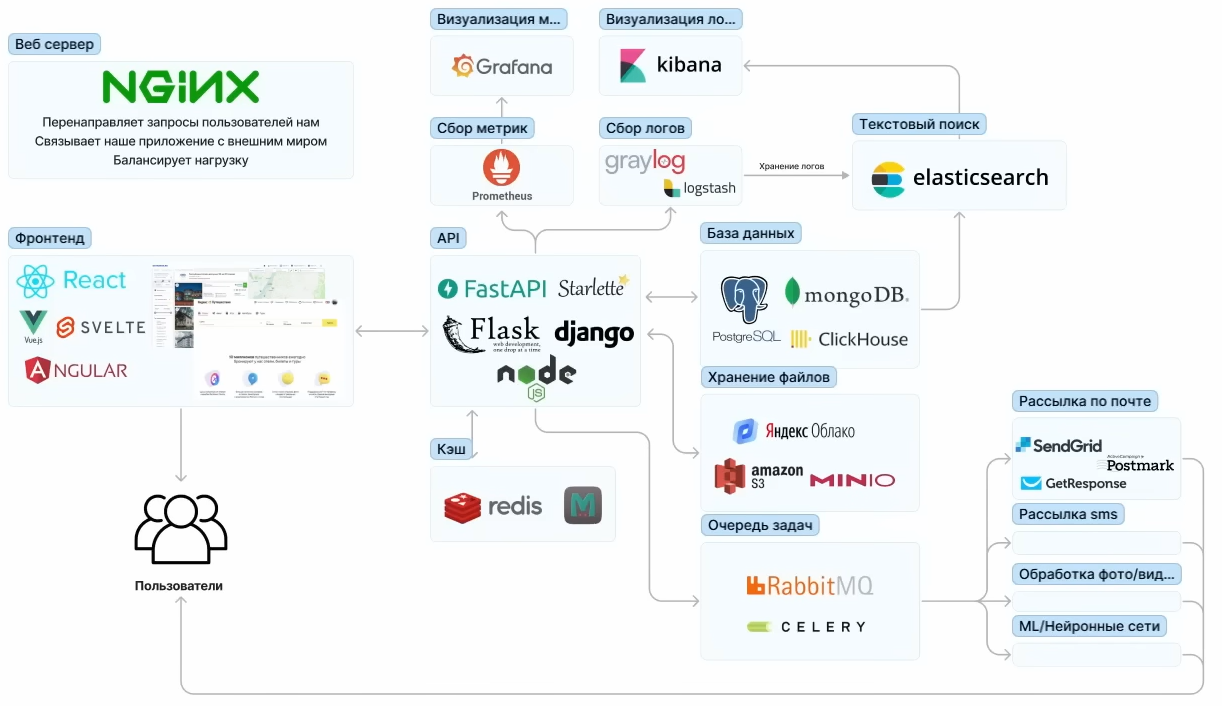 Веб сервер
NGINX
Перенаправляет запросы пользователей нам
Связывает наше приложение с внешним миром
Балансирует нагрузку
Визуализация м...
Grafana
Визуализация ло...
kibana
Сбор метрик
Prometheus
Сбор логов
graylog
logstash
Хранение логов
Текстовый поиск
elasticsearch
Фронтенд
React
Vue.js
SVELTE
ANGULAR
API
FastAPI
Starlette
Flask
web development,
one drop at a time
django
node
JS
База данных
PostgreSQL
mongoDB.
ClickHouse
Хранение файлов
Яндекс Облако
amazon
S3
MINIO
Кэш
redis
M
Очередь задач
RabbitMQ
CELERY
Рассылка по почте
SendGrid
ActiveCampaign
Postmark
GetResponse
Рассылка sms
Обработка фото/вид...
ML/Нейронные сети
Пользователи